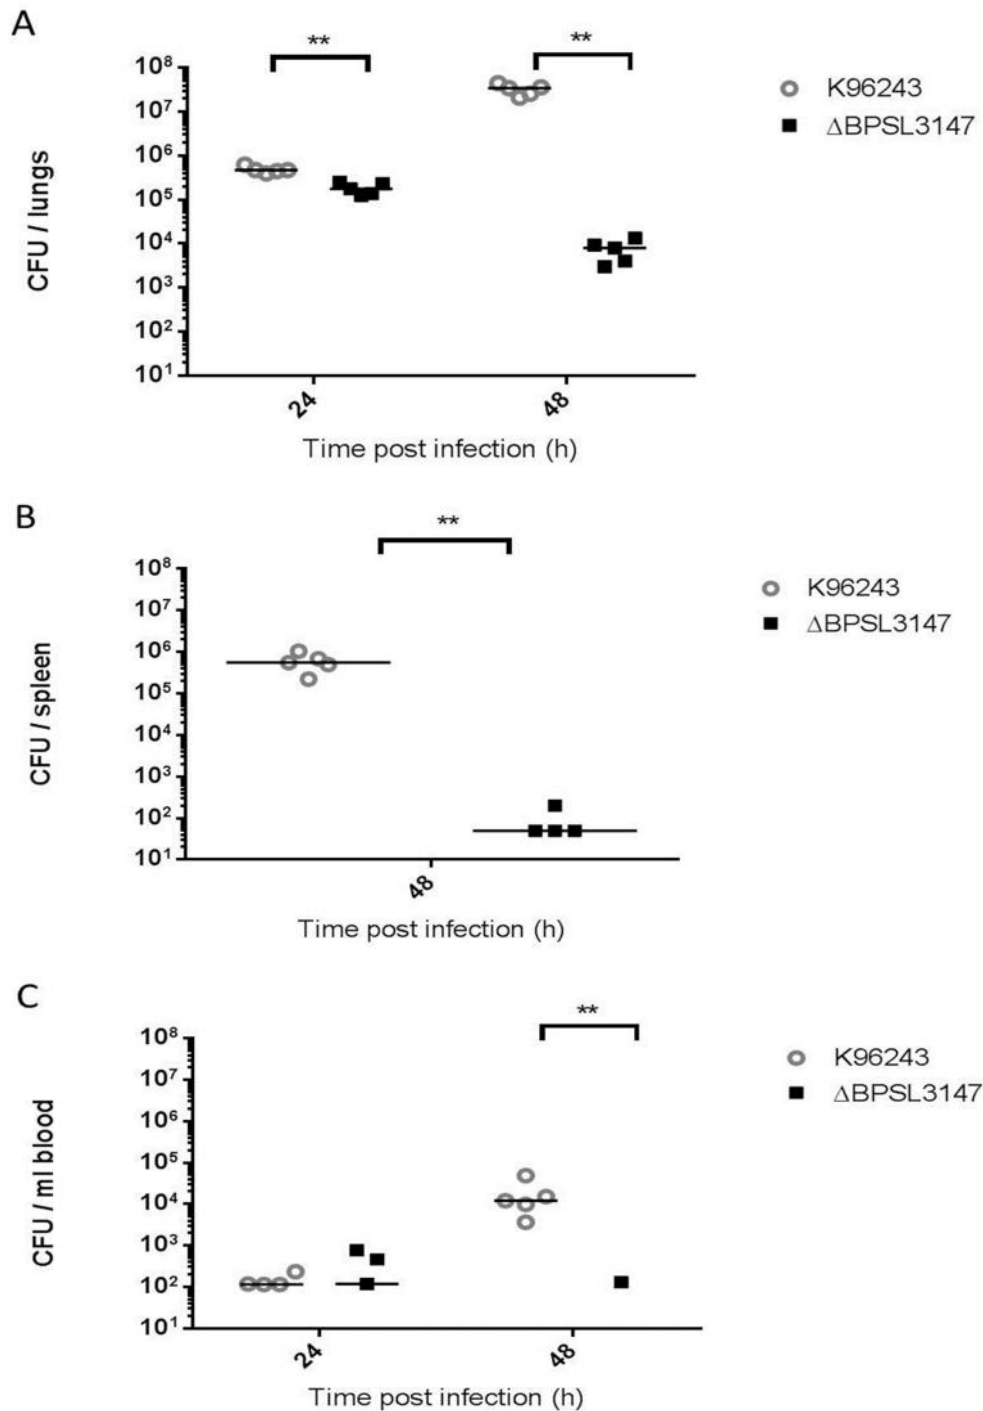 A
**
**
10⁸
10⁷
10⁶
10⁵
10⁴
10³
10²
10¹
CFU / lungs
K96243
ΔBPSL3147
24
48
Time post infection (h)
B
**
10⁸
10⁷
10⁶
10⁵
10⁴
10³
10²
10¹
CFU / spleen
K96243
ΔBPSL3147
48
Time post infection (h)
C
**
10⁸
10⁷
10⁶
10⁵
10⁴
10³
10²
10¹
CFU / ml blood
K96243
ΔBPSL3147
24
48
Time post infection (h)